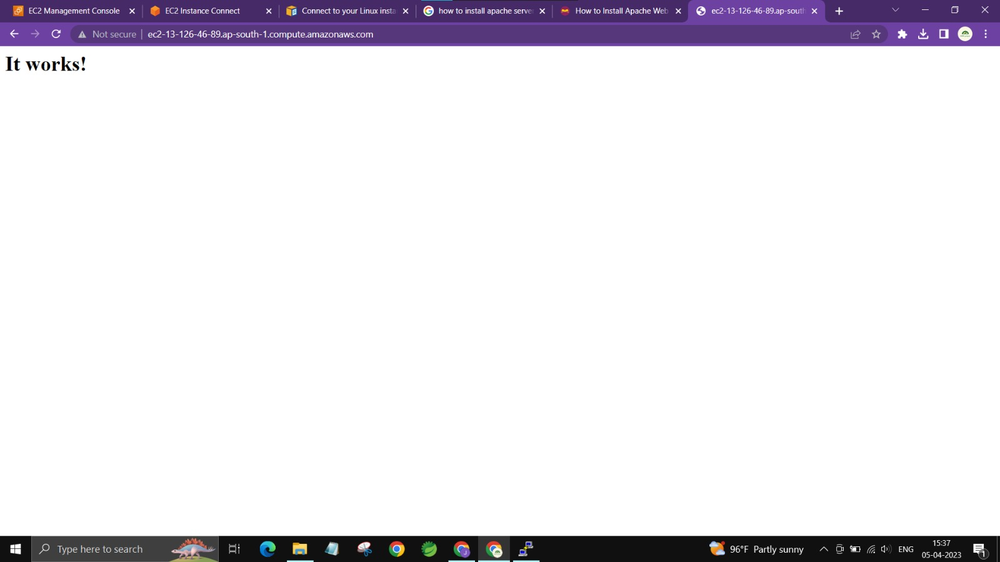 EC2 Management Console
EC2 Instance Connect
Connect to your Linux insta
how to install apache server
How to Install Apache Web
ec2-13-126-46-89.ap-south
Not secure
ec2-13-126-46-89.ap-south-1.compute.amazonaws.com
It works!
Type here to search
J
96°F Partly sunny
ENG
15:37
05-04-2023
1